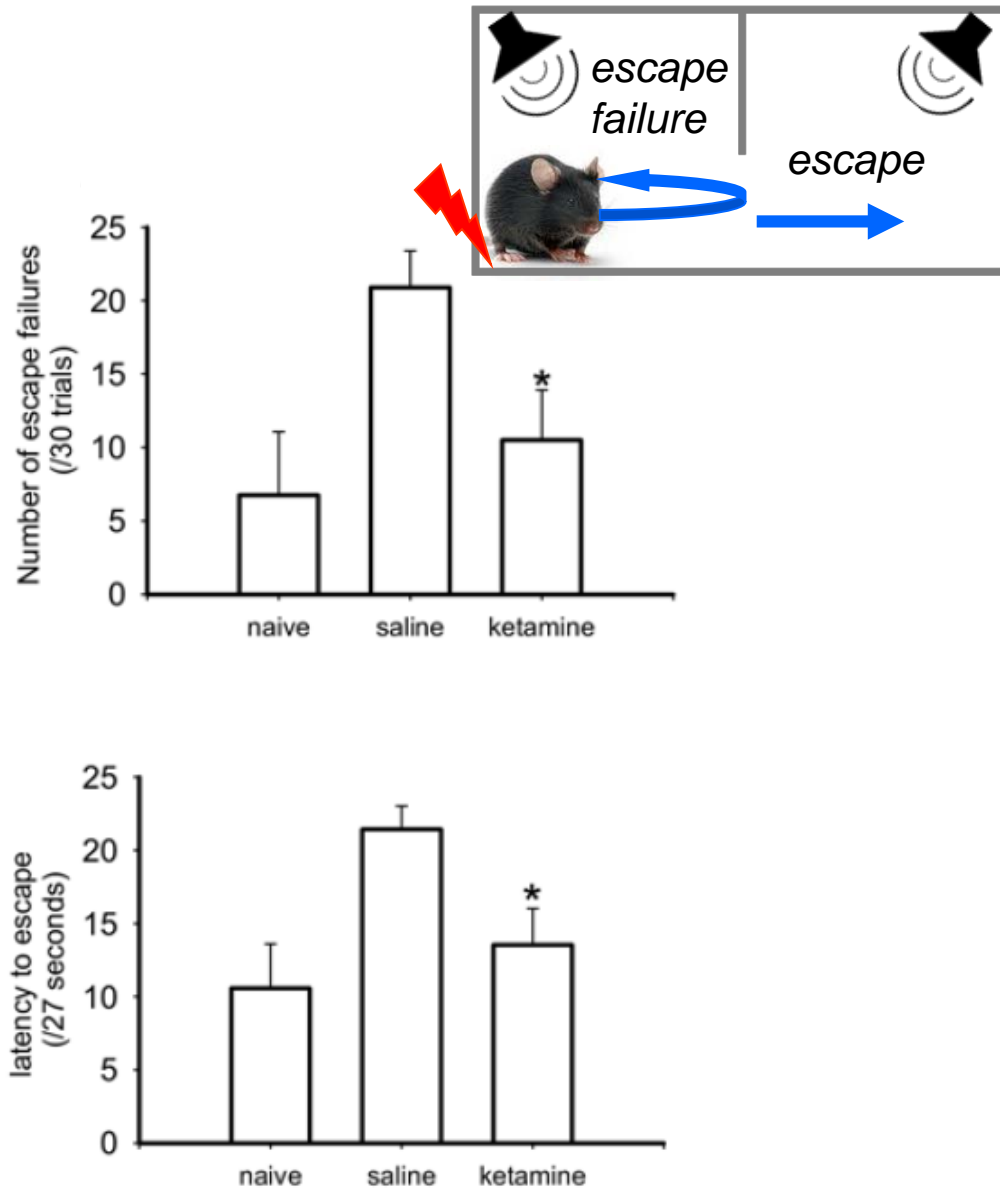 escape
failure
escape
Number of escape failures
(/30 trials)
25
20
15
10
5
0
*
naive
saline
ketamine
latency to escape
(/27 seconds)
25
20
15
10
5
0
*
naive
saline
ketamine